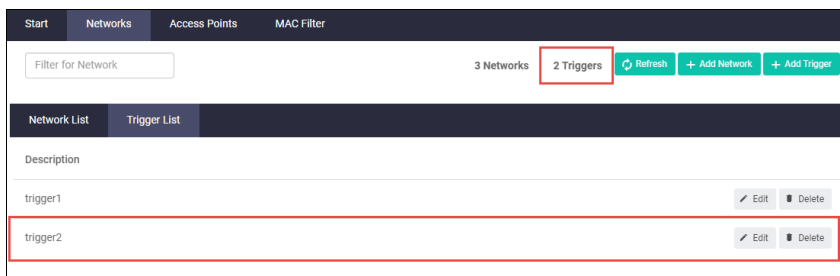 Start Networks Access Points MAC Filter
Filter for Network 3 Networks 2 Triggers Refresh + Add Network + Add Trigger
Network List Trigger List
Description
trigger1 Edit Delete
trigger2 Edit Delete